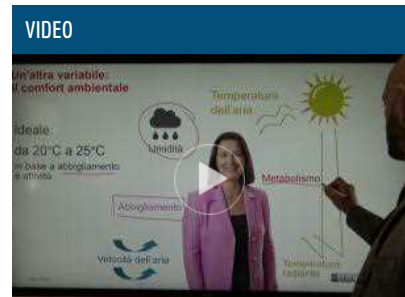 VIDEO
Un'altra variabile:
il comfort ambientale
Temperatura
dell'aria
Ideale:
da 20°C a 25°C
in base a abbigliamento
e attività
Umidità
Metabolismo
Abbigliamento
Velocità dell'aria
Temperatura
radiante